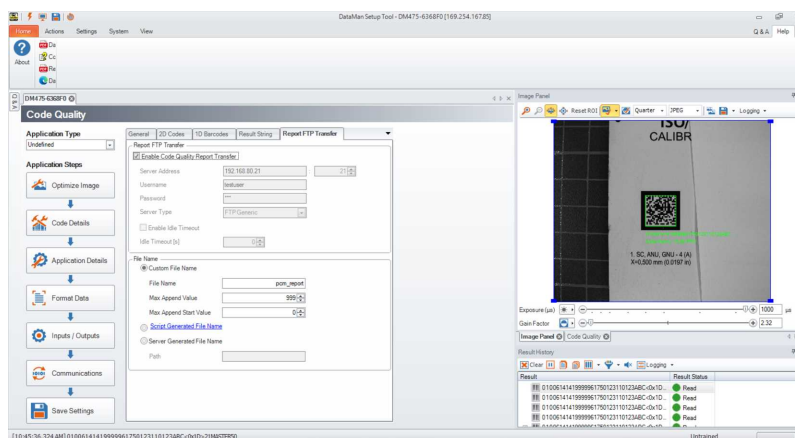 DataMan Setup Tool - DM475-6368F0 [169.254.167.85]
Home Actions Settings System View
Q & A Help
About
Da
Cc
Re
Da
DM475-6368F0
Code Quality
Application Type
Undefined
Application Steps
Optimize Image
Code Details
Application Details
Format Data
Inputs / Outputs
Communications
Save Settings
General 2D Codes 1D Barcodes Result String Report FTP Transfer
Report FTP Transfer
Enable Code Quality Report Transfer
Server Address 192.168.80.21 21
Username testuser
Password ***
Server Type FTP Generic
Enable Idle Timeout
Idle Timeout [s] 0
File Name
Custom File Name
File Name pcm_report
Max Append Value 999
Max Append Start Value 0
Script Generated File Name
Server Generated File Name
Path
Image Panel
Reset ROI Quarter JPEG Logging
ISO/
CALIBR
1. SC, ANU, GNU - 4 (A)
X=0.500 mm (0.0197 in)
Exposure (µs) 1000 µs
Gain Factor 2.32
Image Panel Code Quality
Result History
Clear Logging
Result Result Status
Read
Read
Read
Untrained